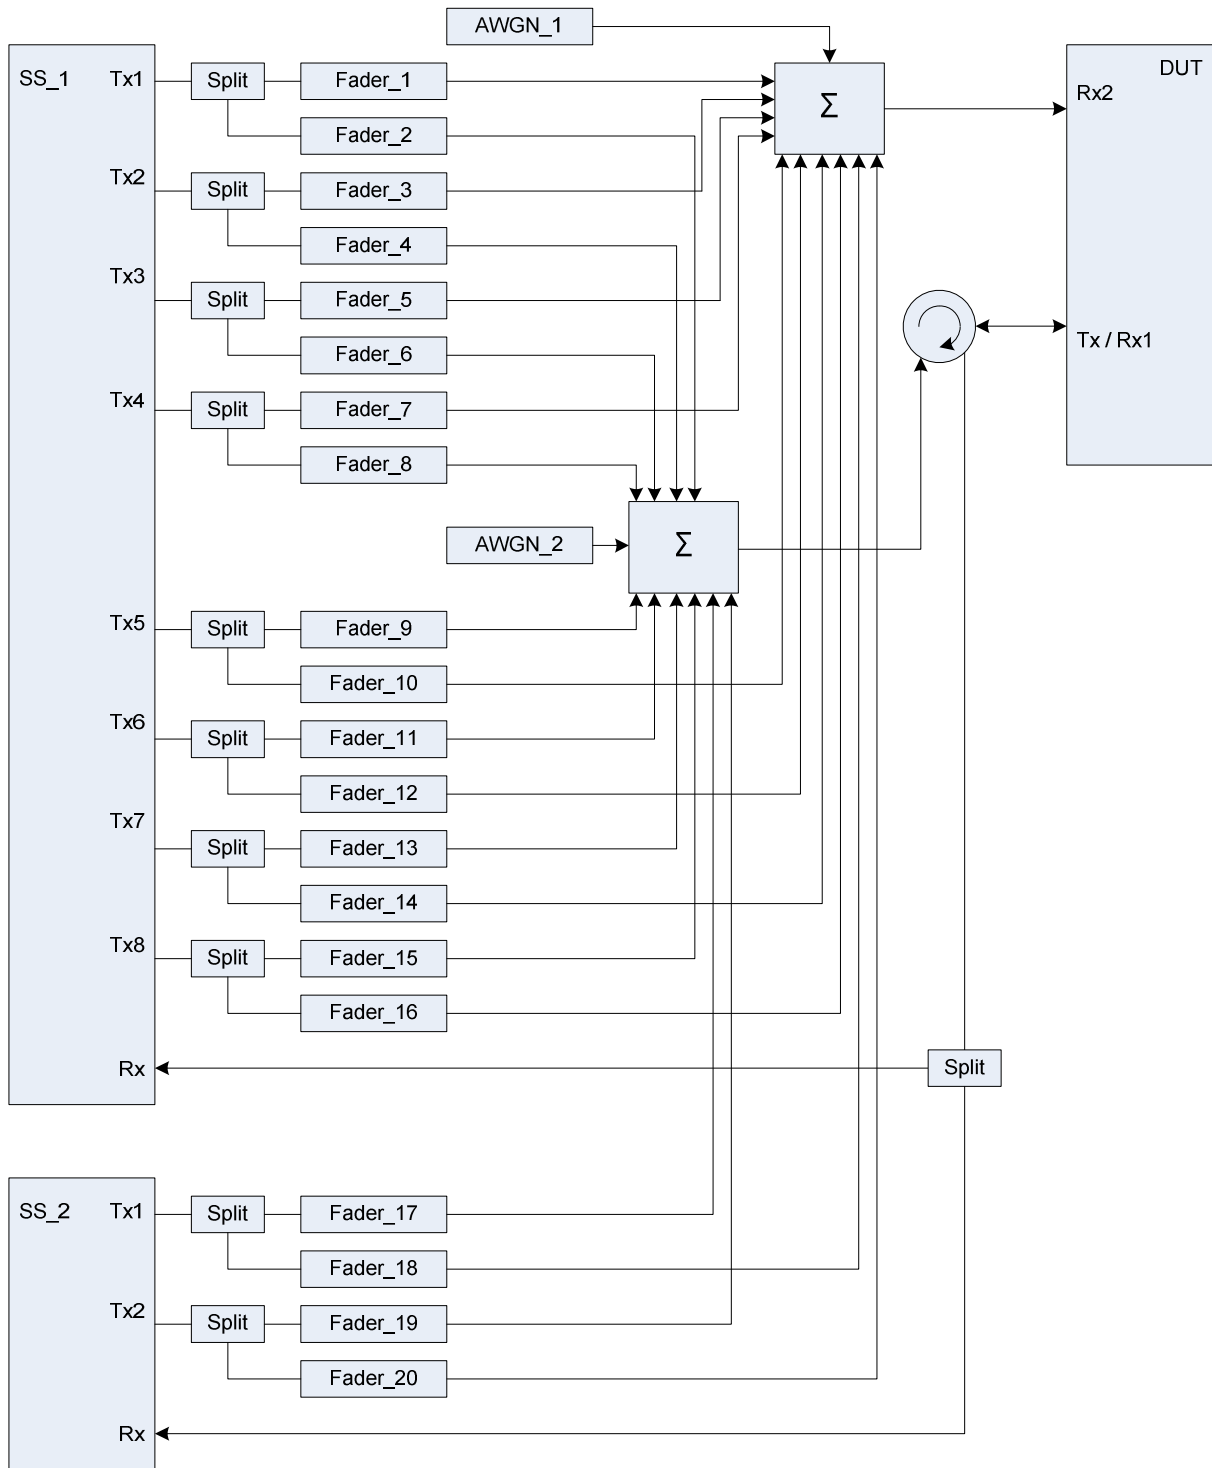 AWGN_1
SS_1
Tx1
Split
Fader_1
Σ
DUT
Rx2
Fader_2
Tx2
Split
Fader_3
Fader_4
Tx3
Split
Fader_5
Tx / Rx1
Fader_6
Tx4
Split
Fader_7
Fader_8
AWGN_2
Σ
Tx5
Split
Fader_9
Fader_10
Tx6
Split
Fader_11
Fader_12
Tx7
Split
Fader_13
Fader_14
Tx8
Split
Fader_15
Fader_16
Rx
Split
SS_2
Tx1
Split
Fader_17
Fader_18
Tx2
Split
Fader_19
Fader_20
Rx